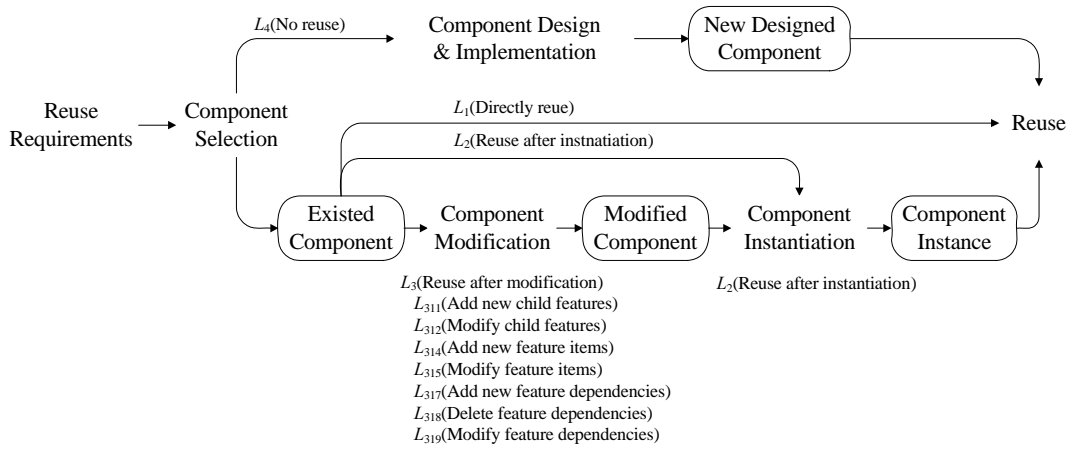 L4(No reuse)
Component Design
& Implementation
New Designed
Component
Reuse
Requirements
Component
Selection
L1(Directly reue)
L2(Reuse after instnatiation)
Reuse
Existed
Component
Component
Modification
Modified
Component
Component
Instantiation
Component
Instance
L3(Reuse after modification)
L311(Add new child features)
L312(Modify child features)
L314(Add new feature items)
L315(Modify feature items)
L317(Add new feature dependencies)
L318(Delete feature dependencies)
L319(Modify feature dependencies)
L2(Reuse after instantiation)